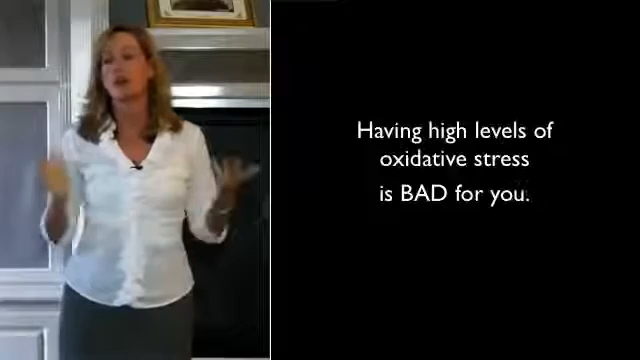 Having high levels of
oxidative stress
is BAD for you.